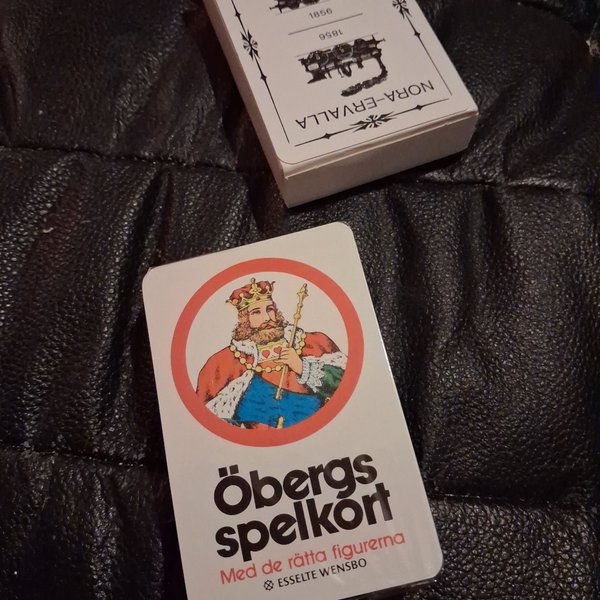 1856
1856
NORA-ERVALLA
Öbergs
spelkort
Med de rätta figurerna
ESSELTE WENSBO